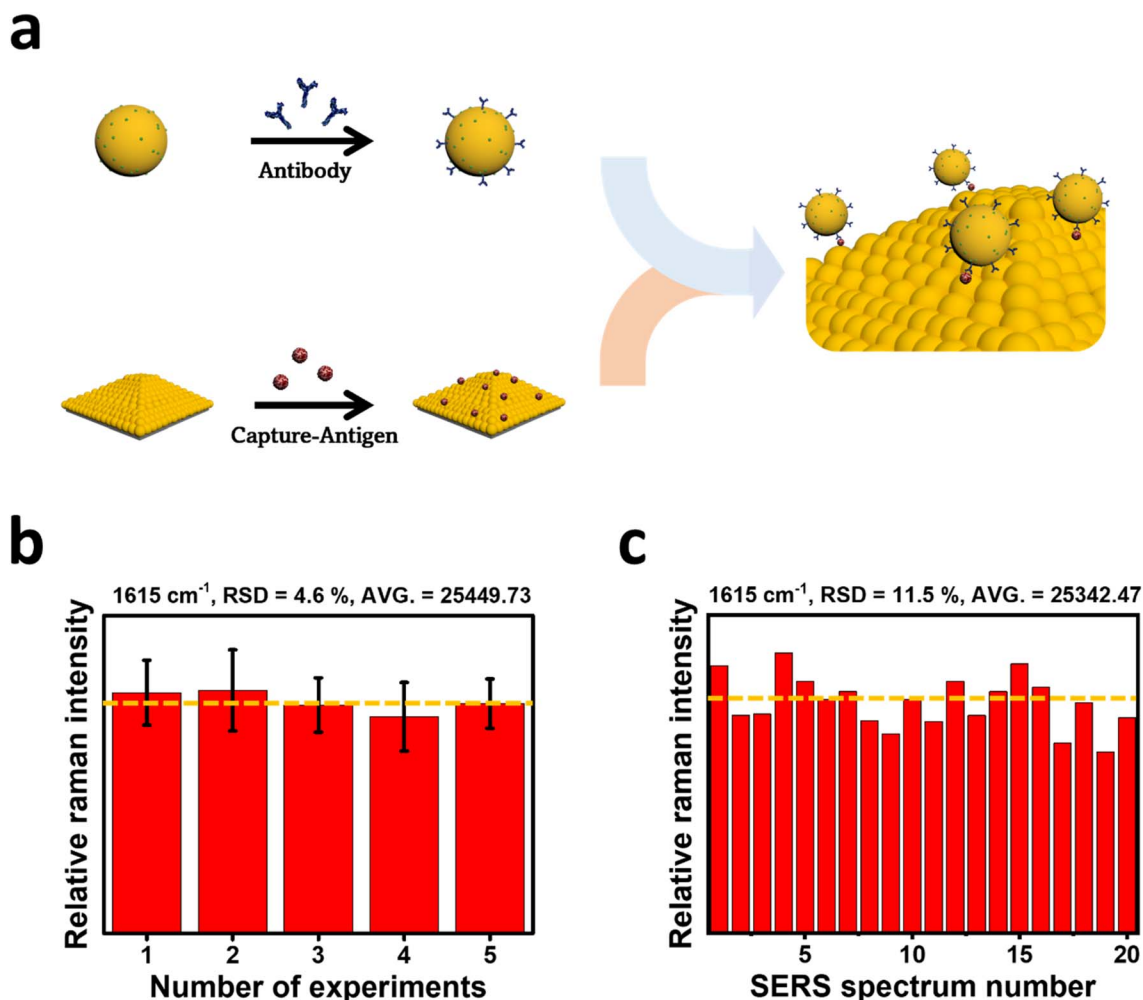 a
Antibody
Capture-Antigen
b
1615 cm⁻¹, RSD = 4.6 %, AVG. = 25449.73
Relative raman intensity
1 2 3 4 5
Number of experiments
c
1615 cm⁻¹, RSD = 11.5 %, AVG. = 25342.47
Relative raman intensity
5 10 15 20
SERS spectrum number